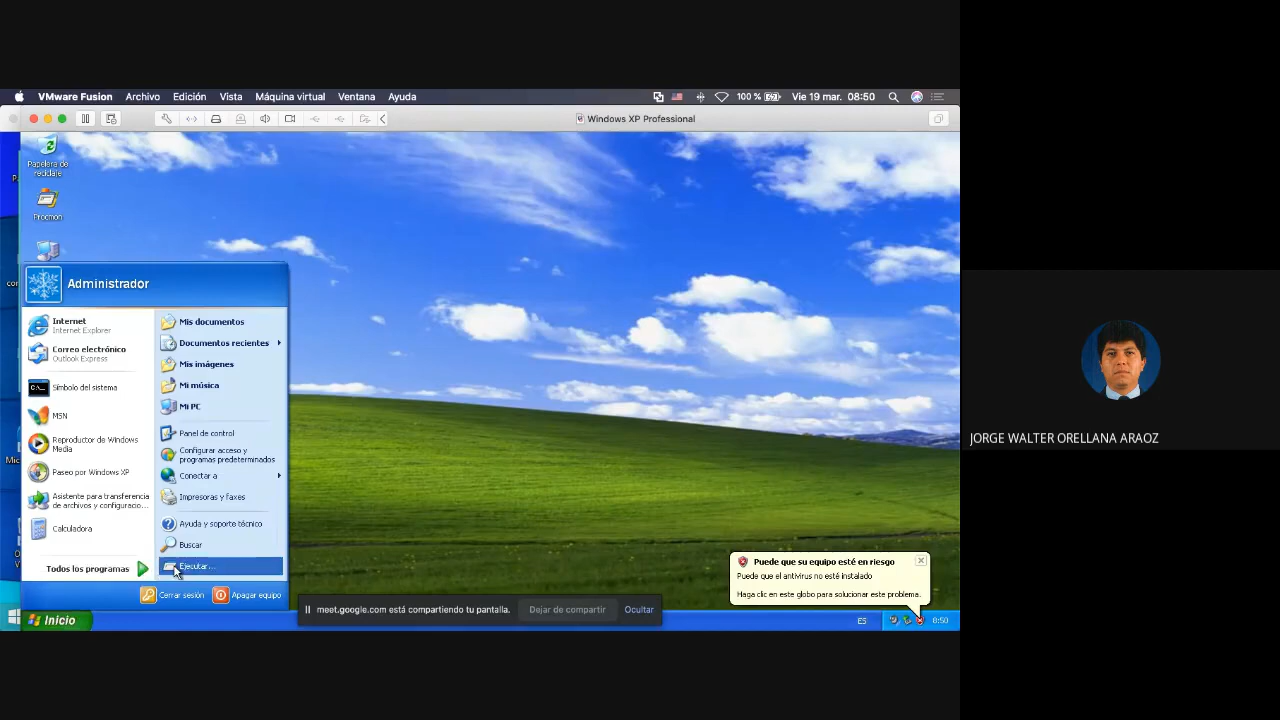 VMware Fusion Archivo Edición Vista Máquina virtual Ventana Ayuda 100 % Vie 19 mar. 08:50
Windows XP Professional
Papelera de
reciclaje
Procmon
Administrador
Internet
Internet Explorer
Correo electrónico
Outlook Express
Símbolo del sistema
MSN
Reproductor de Windows
Media
Paseo por Windows XP
Asistente para transferencia
de archivos y configuracio...
Calculadora
Todos los programas
Mis documentos
Documentos recientes
Mis imágenes
Mi música
Mi PC
Panel de control
Configurar acceso y
programas predeterminados
Conectar a
Impresoras y faxes
Ayuda y soporte técnico
Buscar
Ejecutar...
Cerrar sesión Apagar equipo
Puede que su equipo esté en riesgo
Puede que el antivirus no esté instalado
Haga clic en este globo para solucionar este problema.
meet.google.com está compartiendo tu pantalla. Dejar de compartir Ocultar
Inicio ES 8:50
JORGE WALTER ORELLANA ARAOZ